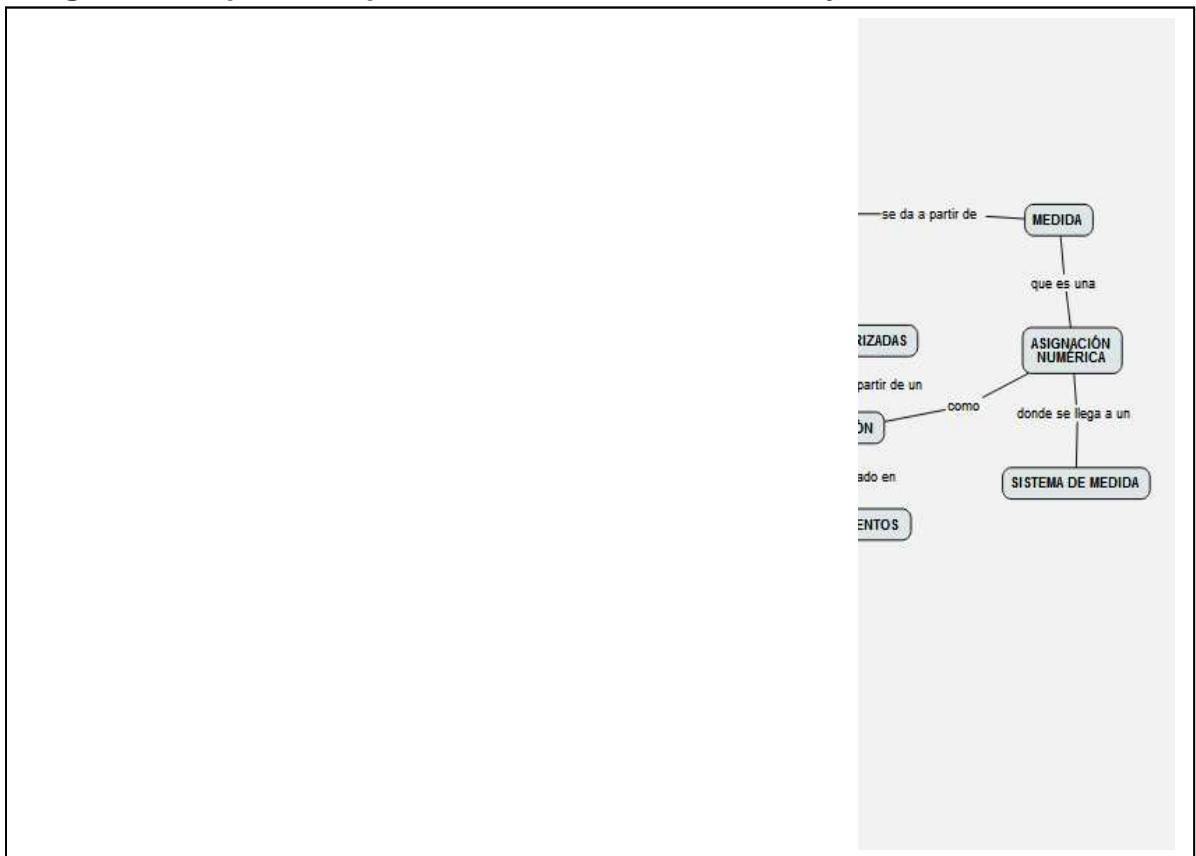 se da a partir de
MEDIDA
que es una
RIZADAS
ASIGNACIÓN
NUMÉRICA
partir de un
como
donde se llega a un
ÓN
ado en
SISTEMA DE MEDIDA
ENTOS